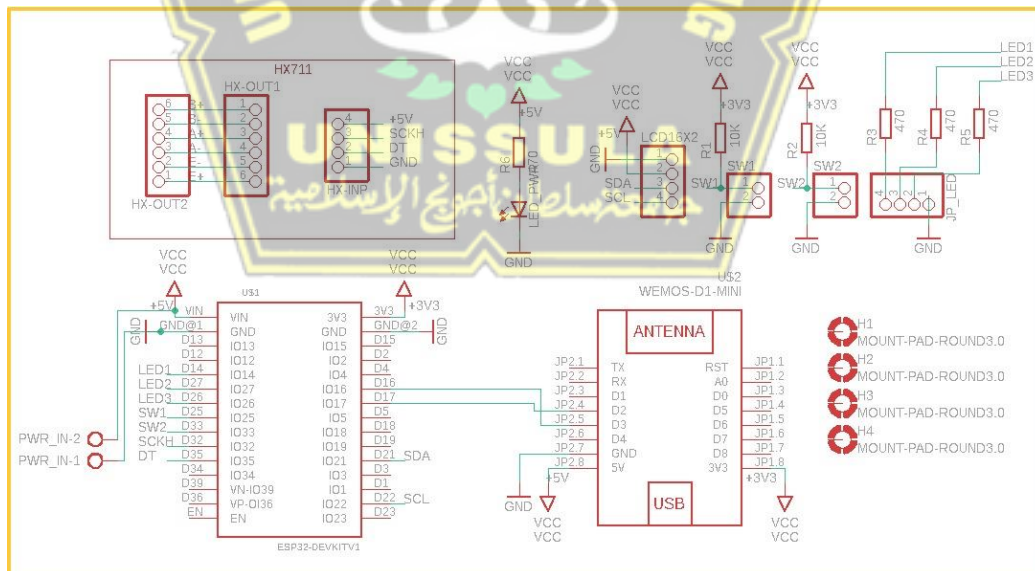 UNG
HX711
HX-OUT1
6 B+ 1
5 B- 2
4 A+ 3
3 A- 4
2 E- 5
1 E+ 6
HX-OUT2
4 +5V
3 SCKH
2 DT
1 GND
HX-INP
UNISSULA
جامعة سلطان أجونج الإسلامية
VCC
VCC
+5V
R6
470
LED_PWR
GND
VCC
VCC
+5V
GND
LCD16X2
1
2
3
4
SDA
SCL
VCC
VCC
+3V3
R1
10K
SW1
SW1
1
2
GND
VCC
VCC
+3V3
R2
10K
SW2
SW2
1
2
GND
LED1
LED2
LED3
R3
470
R4
470
R5
470
4 3 2 1
JP_LED
GND
VCC
VCC
+5V
VCC
VCC
+3V3
U$1
VIN VIN 3V3 3V3
GND GND@1 GND GND GND@2 GND
D13 IO13 IO15 D15
D12 IO12 IO2 D2
LED1 D14 IO14 IO4 D4
LED2 D27 IO27 IO16 D16
LED3 D26 IO26 IO17 D17
SW1 D25 IO25 IO5 D5
SW2 D33 IO33 IO18 D18
SCKH D32 IO32 IO19 D19
DT D35 IO35 IO21 D21 SDA
D34 IO34 IO3 D3
D39 VN-IO39 IO1 D1
D36 VP-OI36 IO22 D22 SCL
EN EN IO23 D23
ESP32-DEVKITV1
PWR_IN-2
PWR_IN-1
U$2
WEMOS-D1-MINI
ANTENNA
JP2.1 TX RST JP1.1
JP2.2 RX A0 JP1.2
JP2.3 D1 D0 JP1.3
JP2.4 D2 D5 JP1.4
JP2.5 D3 D6 JP1.5
JP2.6 D4 D7 JP1.6
JP2.7 GND D8 JP1.7
JP2.8 5V 3V3 JP1.8
+5V
+3V3
USB
GND
VCC
VCC
VCC
VCC
H1
MOUNT-PAD-ROUND3.0
H2
MOUNT-PAD-ROUND3.0
H3
MOUNT-PAD-ROUND3.0
H4
MOUNT-PAD-ROUND3.0